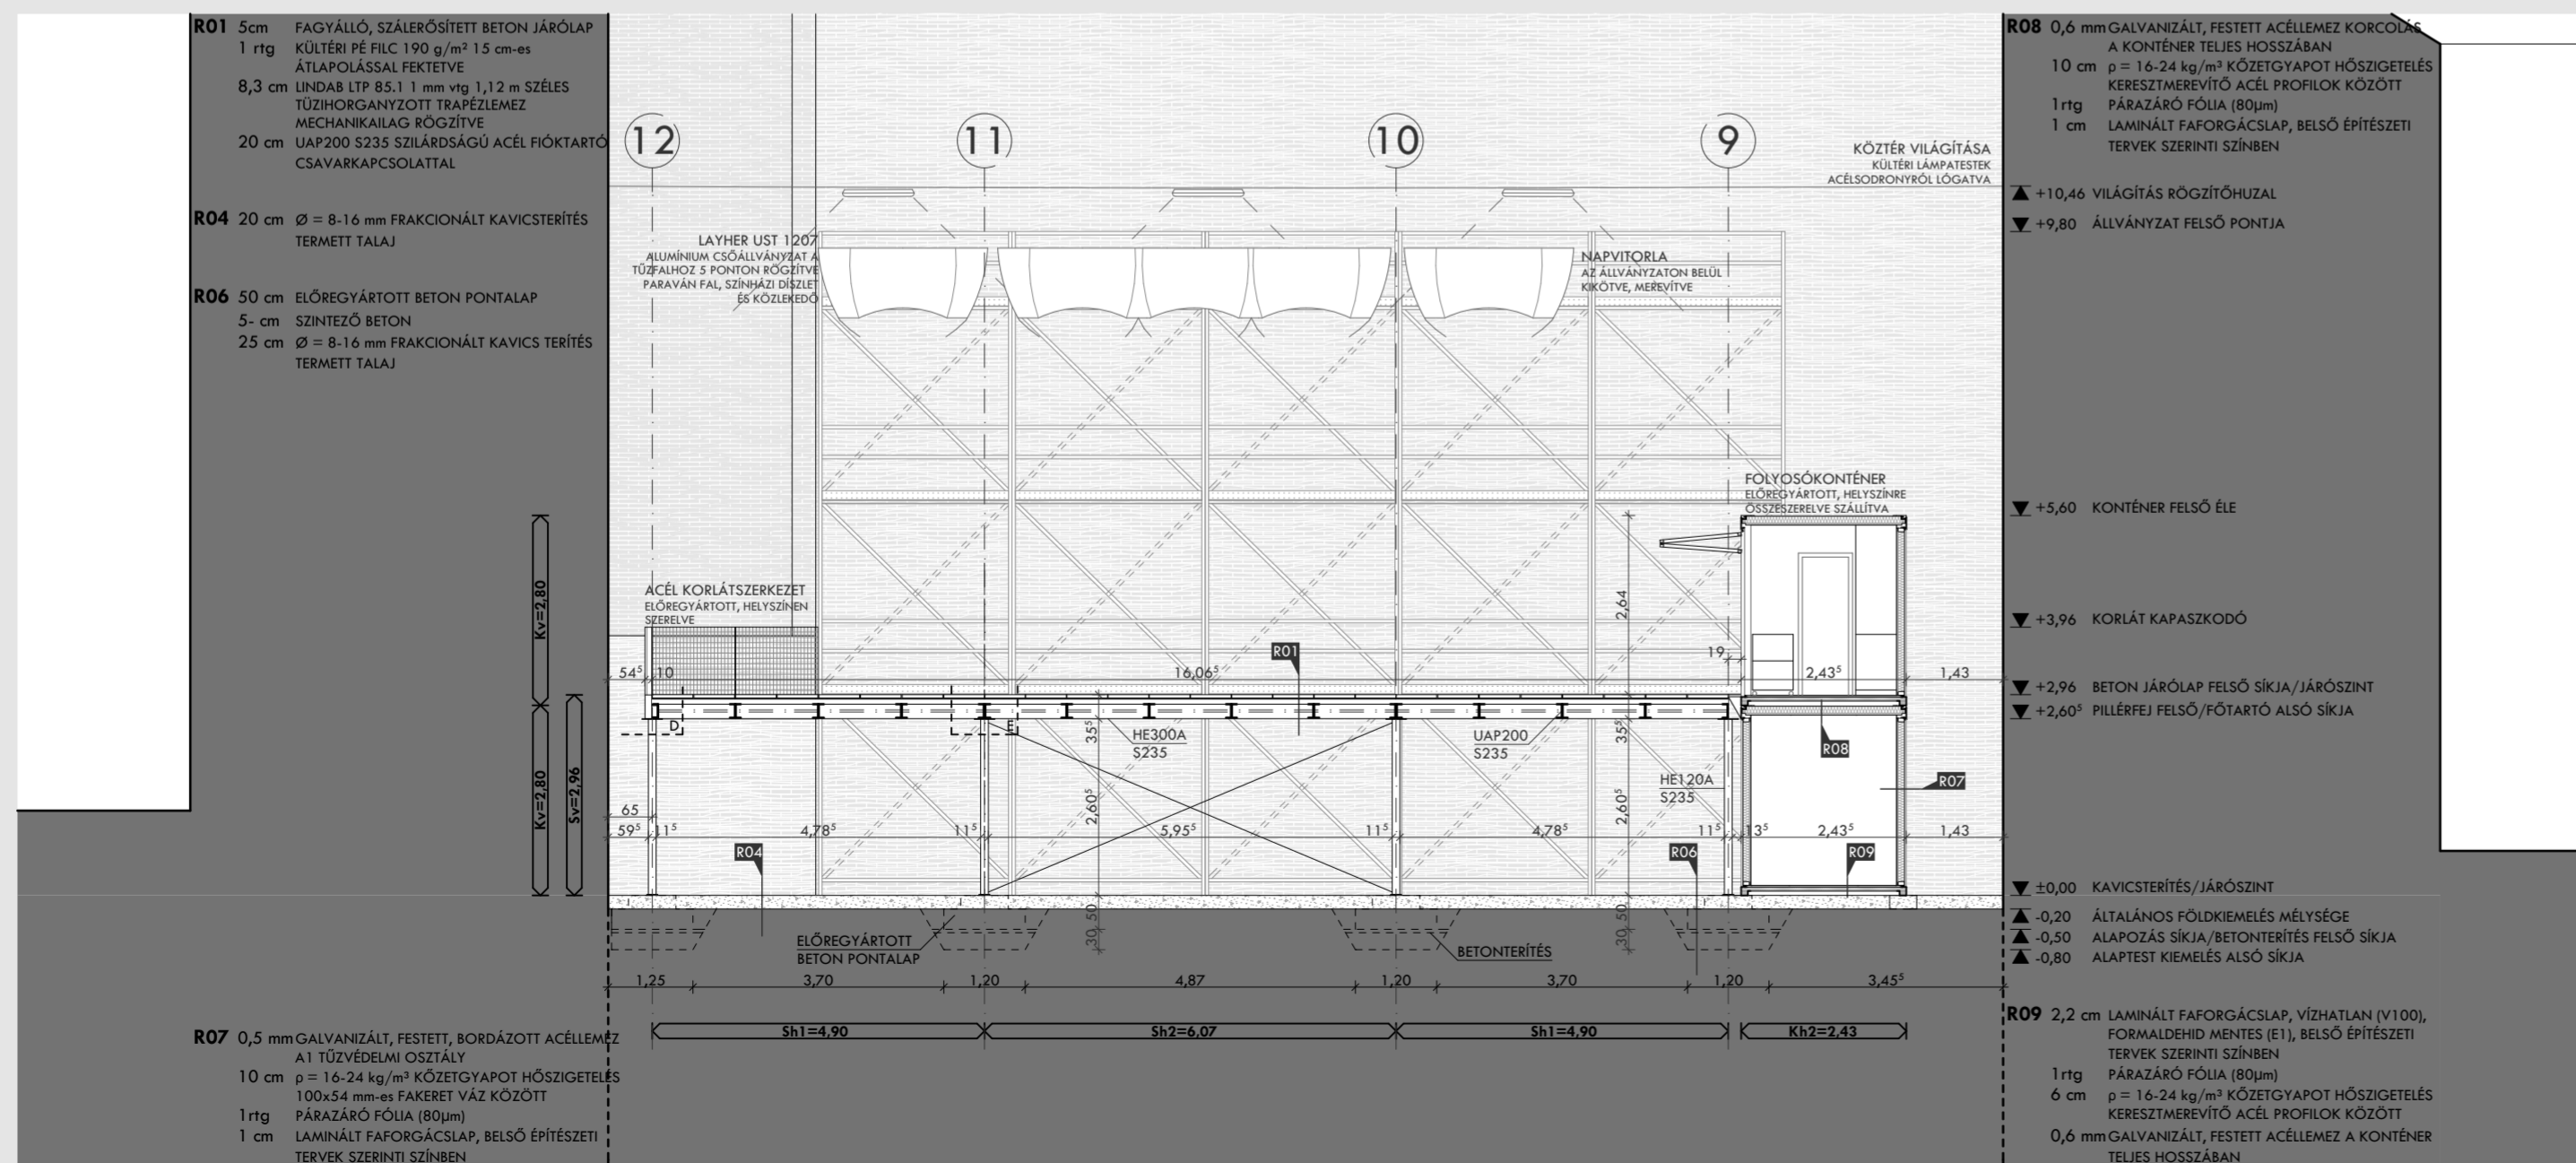 R01 5cm FAGYÁLLÓ, SZÁLERŐSÍTETT BETON JÁRÓLAP
1 rtg KÜLTÉRI PÉ FILC 190 g/m² 15 cm-es
ÁTLAPOLÁSSAL FEKTETVE
8,3 cm LINDAB LTP 85.1 1 mm vtg 1,12 m SZÉLES
TÜZIHORGANYZOTT TRAPÉZLEMEZ
MECHANIKAILAG RÖGZÍTVE
20 cm UAP200 S235 SZILÁRDSÁGÚ ACÉL FIÓKTARTÓ
CSAVARKAPCSOLATTAL
R04 20 cm Ø = 8-16 mm FRAKCIONÁLT KAVICSTERÍTÉS
TERMETT TALAJ
R06 50 cm ELŐREGYÁRTOTT BETON PONTALAP
5- cm SZINTEZŐ BETON
25 cm Ø = 8-16 mm FRAKCIONÁLT KAVICS TERÍTÉS
TERMETT TALAJ
R07 0,5 mm GALVANIZÁLT, FESTETT, BORDÁZOTT ACÉLLEMEZ
A1 TŰZVÉDELMI OSZTÁLY
10 cm ρ = 16-24 kg/m³ KŐZETGYAPOT HŐSZIGETELÉS
100x54 mm-es FAKERET VÁZ KÖZÖTT
1rtg PÁRAZÁRÓ FÓLIA (80µm)
1 cm LAMINÁLT FAFORGÁCSLAP, BELSŐ ÉPÍTÉSZETI
TERVEK SZERINTI SZÍNBEN
Kv=2,80
Kv=2,80
Sv=2,96
12
11
10
9
KÖZTÉR VILÁGÍTÁSA
KÜLTÉRI LÁMPATESTEK
ACÉLSODRONYRÓL LÓGATVA
LAYHER UST 1207
ALUMÍNIUM CSŐÁLLVÁNYZAT A
TŰZFALHOZ 5 PONTON RÖGZÍTVE
PARAVÁN FAL, SZÍNHÁZI DÍSZLET
ÉS KÖZLEKEDŐ
NAPVITORLA
AZ ÁLLVÁNYZATON BELÜL
KIKÖTVE, MEREVÍTVE
FOLYOSÓKONTÉNER
ELŐREGYÁRTOTT, HELYSZÍNRE
ÖSSZESZERELVE SZÁLLÍTVA
ACÉL KORLÁTSZERKEZET
ELŐREGYÁRTOTT, HELYSZÍNEN
SZERELVE
2,64
R01
19
54⁵ 10 16,06⁵ 2,43⁵ 1,43
D
E
35⁵
35⁵
HE300A
S235
UAP200
S235
R08
HE120A
S235
R07
2,60⁵
2,60⁵
65
59⁵ 11⁵ 4,78⁵ 11⁵ 5,95⁵ 11⁵ 4,78⁵ 11⁵ 13⁵ 2,43⁵ 1,43
R04
R06
R09
50
30
50
30
ELŐREGYÁRTOTT
BETON PONTALAP
BETONTERÍTÉS
1,25 3,70 1,20 4,87 1,20 3,70 1,20 3,45⁵
Sh1=4,90 Sh2=6,07 Sh1=4,90 Kh2=2,43
R08 0,6 mm GALVANIZÁLT, FESTETT ACÉLLEMEZ KORCOLÁS
A KONTÉNER TELJES HOSSZÁBAN
10 cm ρ = 16-24 kg/m³ KŐZETGYAPOT HŐSZIGETELÉS
KERESZTMEREVÍTŐ ACÉL PROFILOK KÖZÖTT
1rtg PÁRAZÁRÓ FÓLIA (80µm)
1 cm LAMINÁLT FAFORGÁCSLAP, BELSŐ ÉPÍTÉSZETI
TERVEK SZERINTI SZÍNBEN
+10,46 VILÁGÍTÁS RÖGZÍTŐHUZAL
+9,80 ÁLLVÁNYZAT FELSŐ PONTJA
+5,60 KONTÉNER FELSŐ ÉLE
+3,96 KORLÁT KAPASZKODÓ
+2,96 BETON JÁRÓLAP FELSŐ SÍKJA/JÁRÓSZINT
+2,60⁵ PILLÉRFEJ FELSŐ/FŐTARTÓ ALSÓ SÍKJA
±0,00 KAVICSTERÍTÉS/JÁRÓSZINT
-0,20 ÁLTALÁNOS FÖLDKIEMELÉS MÉLYSÉGE
-0,50 ALAPOZÁS SÍKJA/BETONTERÍTÉS FELSŐ SÍKJA
-0,80 ALAPTEST KIEMELÉS ALSÓ SÍKJA
R09 2,2 cm LAMINÁLT FAFORGÁCSLAP, VÍZHATLAN (V100),
FORMALDEHID MENTES (E1), BELSŐ ÉPÍTÉSZETI
TERVEK SZERINTI SZÍNBEN
1rtg PÁRAZÁRÓ FÓLIA (80µm)
6 cm ρ = 16-24 kg/m³ KŐZETGYAPOT HŐSZIGETELÉS
KERESZTMEREVÍTŐ ACÉL PROFILOK KÖZÖTT
0,6 mm GALVANIZÁLT, FESTETT ACÉLLEMEZ A KONTÉNER
TELJES HOSSZÁBAN